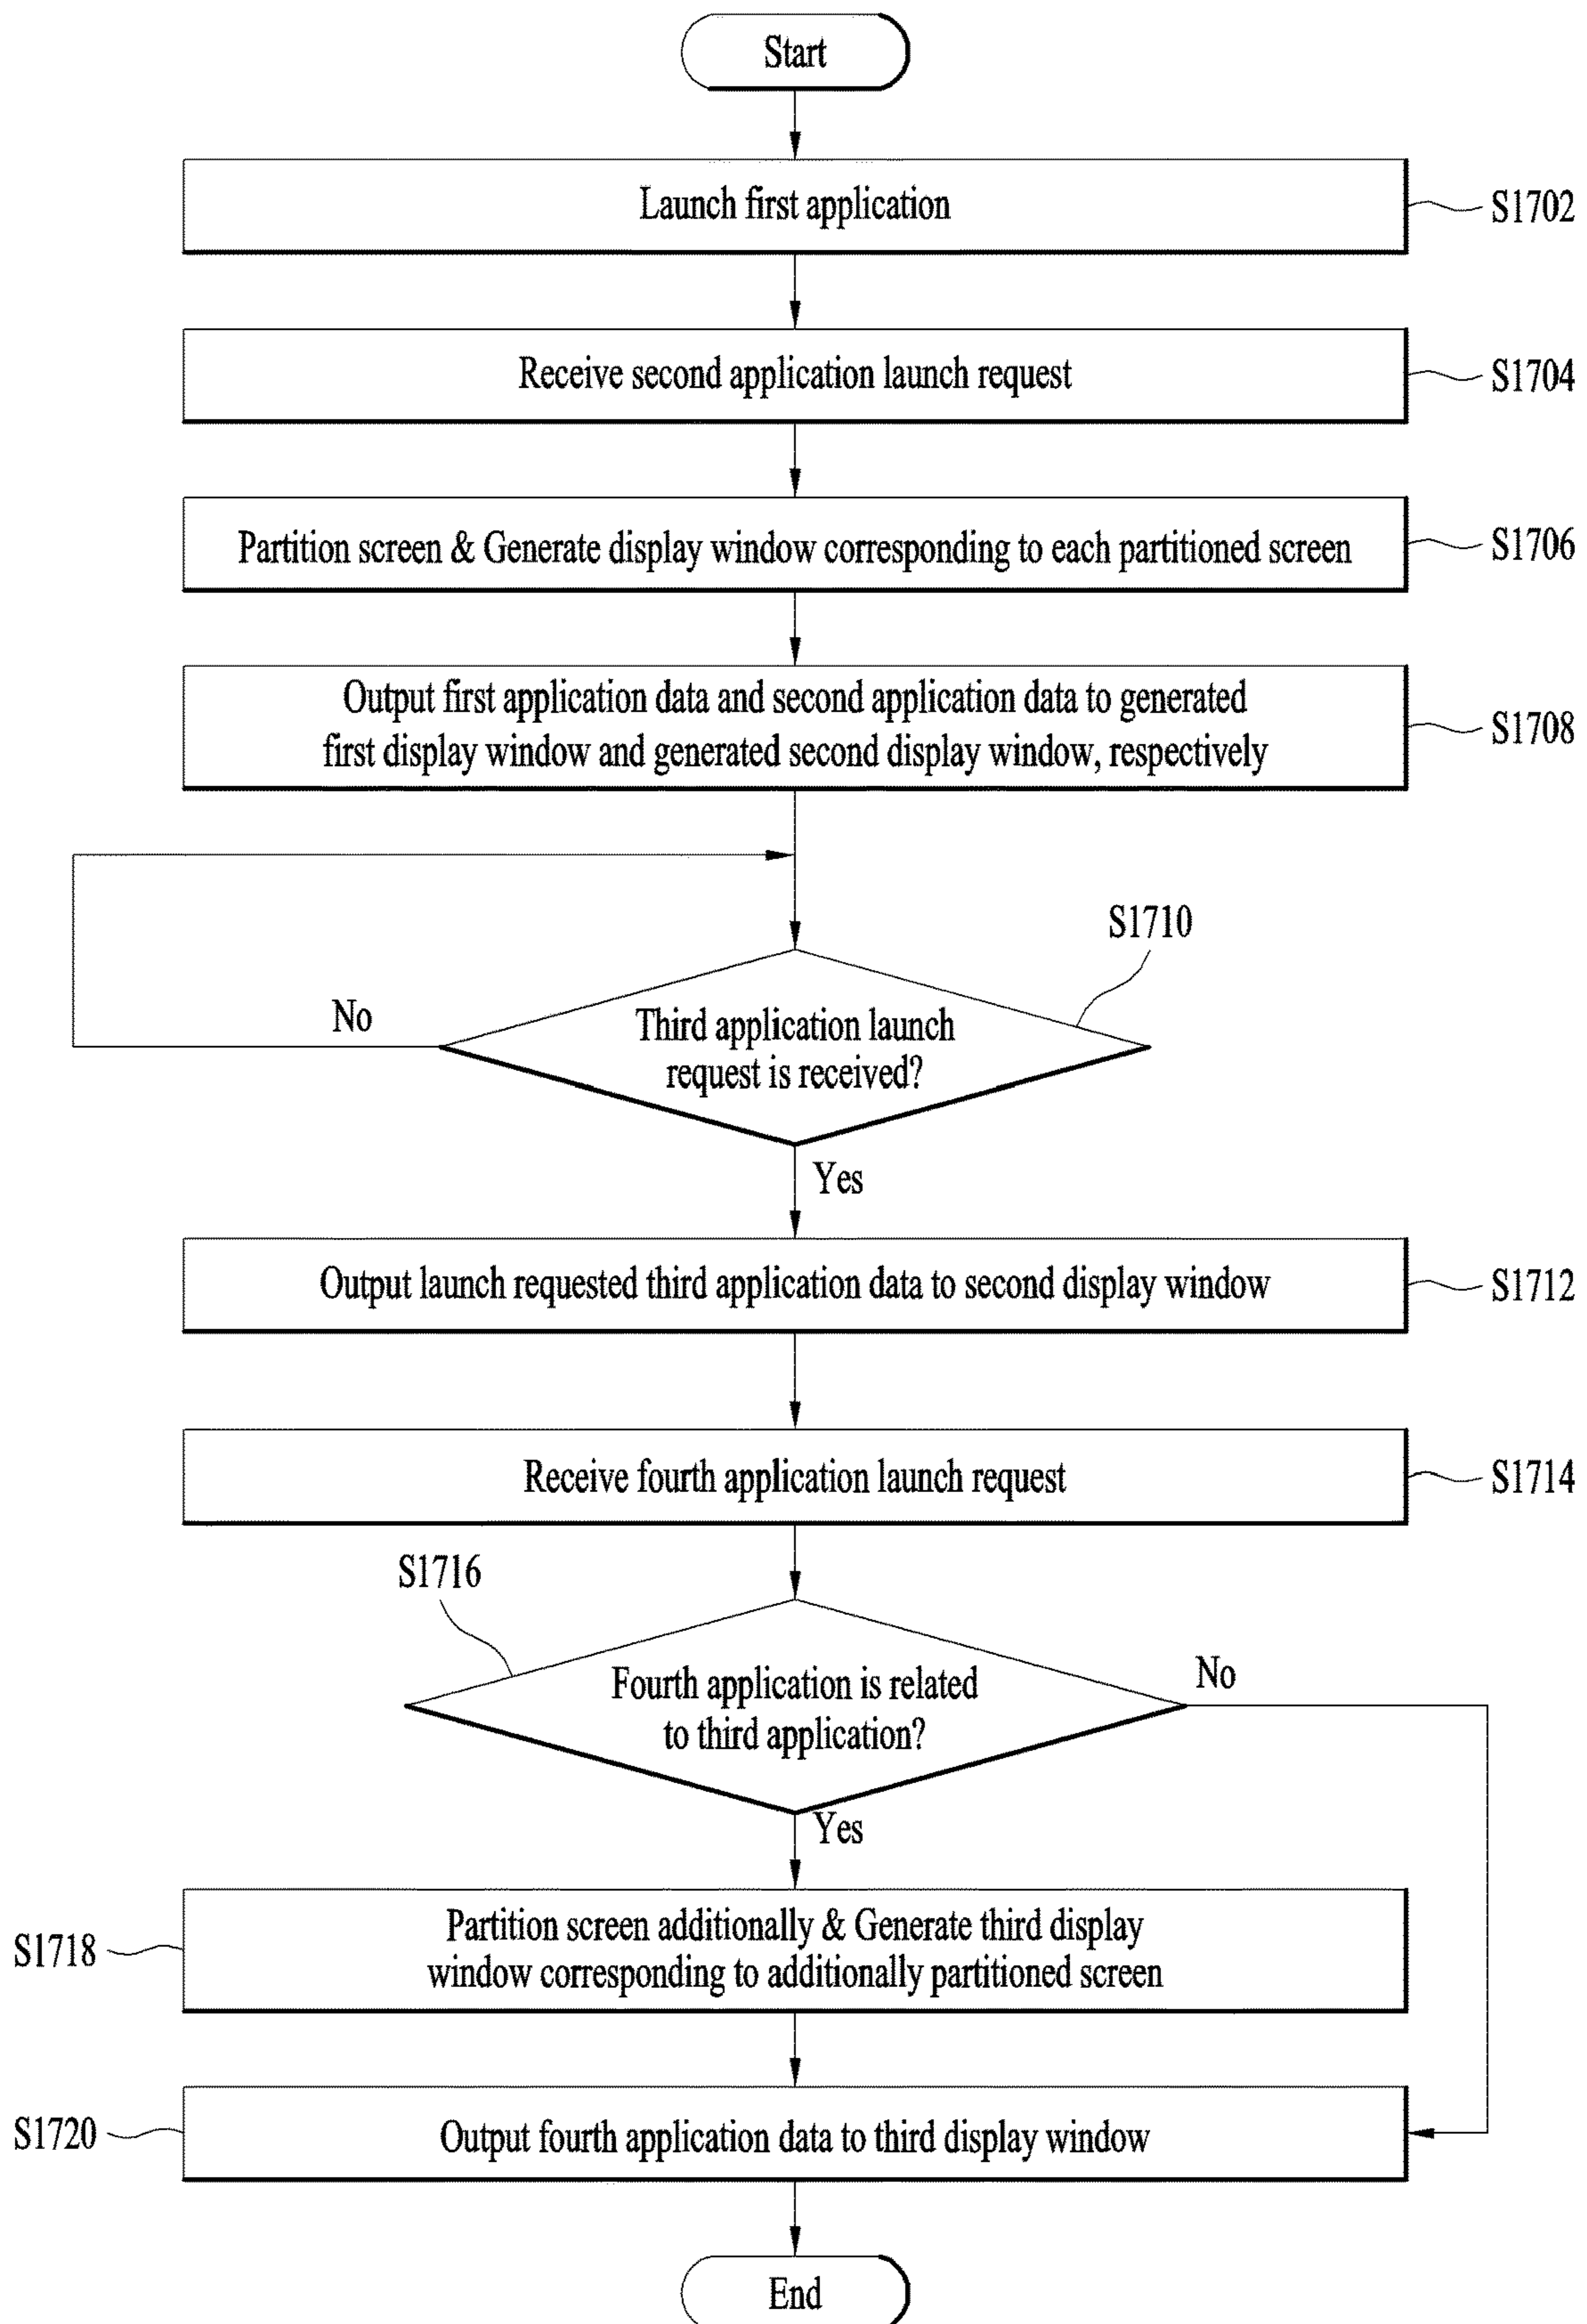 Start
Launch first application
S1702
Receive second application launch request
S1704
Partition screen & Generate display window corresponding to each partitioned screen
S1706
Output first application data and second application data to generated
first display window and generated second display window, respectively
S1708
S1710
No
Third application launch
request is received?
Yes
Output launch requested third application data to second display window
S1712
Receive fourth application launch request
S1714
S1716
Fourth application is related
to third application?
No
Yes
Partition screen additionally & Generate third display
window corresponding to additionally partitioned screen
S1718
Output fourth application data to third display window
S1720
End